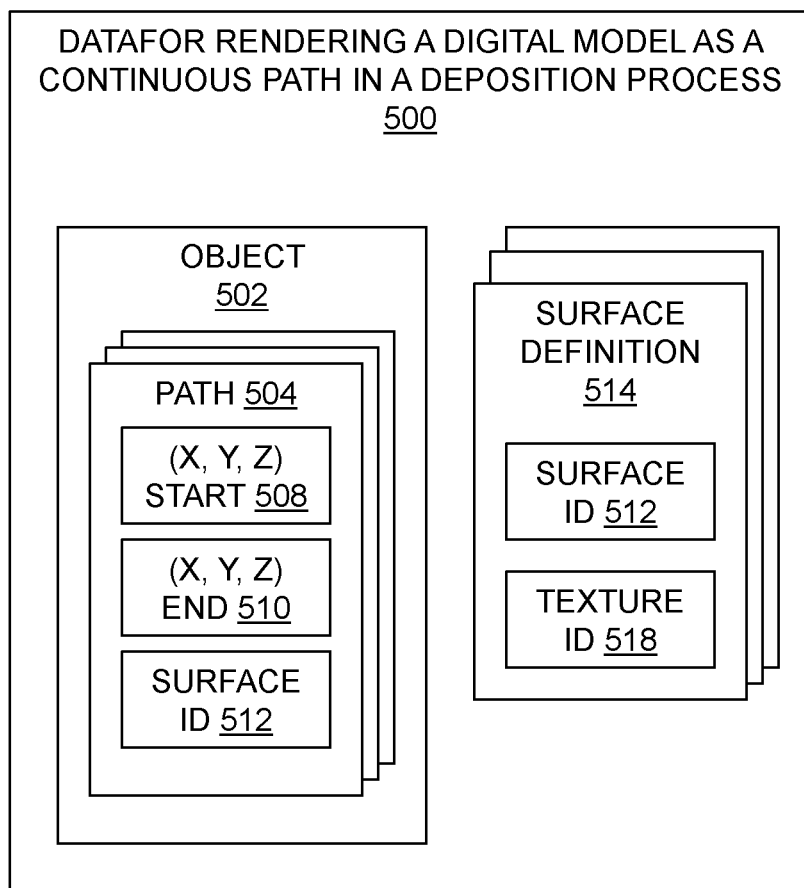 DATAFOR RENDERING A DIGITAL MODEL AS A
CONTINUOUS PATH IN A DEPOSITION PROCESS
500
OBJECT
502
PATH 504
(X, Y, Z)
START 508
(X, Y, Z)
END 510
SURFACE
ID 512
SURFACE
DEFINITION
514
SURFACE
ID 512
TEXTURE
ID 518